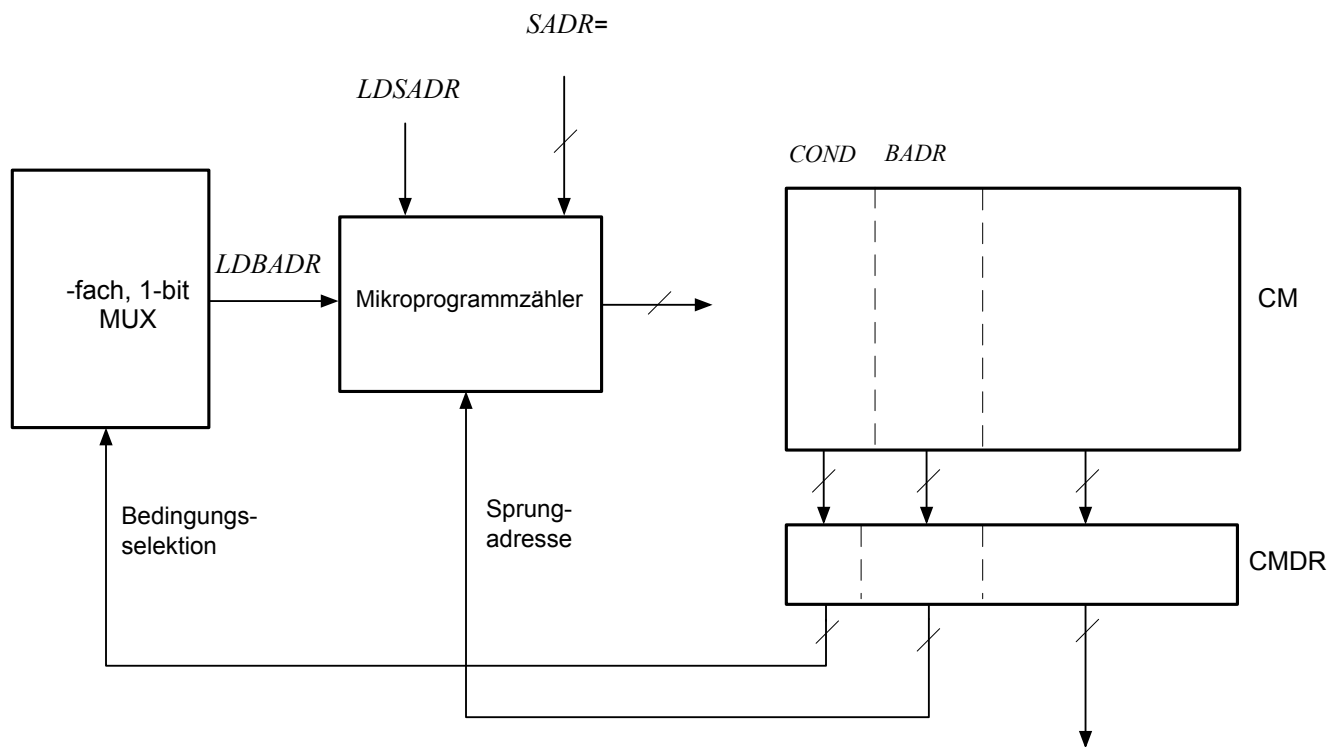 SADR=
LDSADR
COND
BADR
LDBADR
-fach, 1-bit
MUX
Mikroprogrammzähler
CM
Bedingungs-
selektion
Sprung-
adresse
CMDR